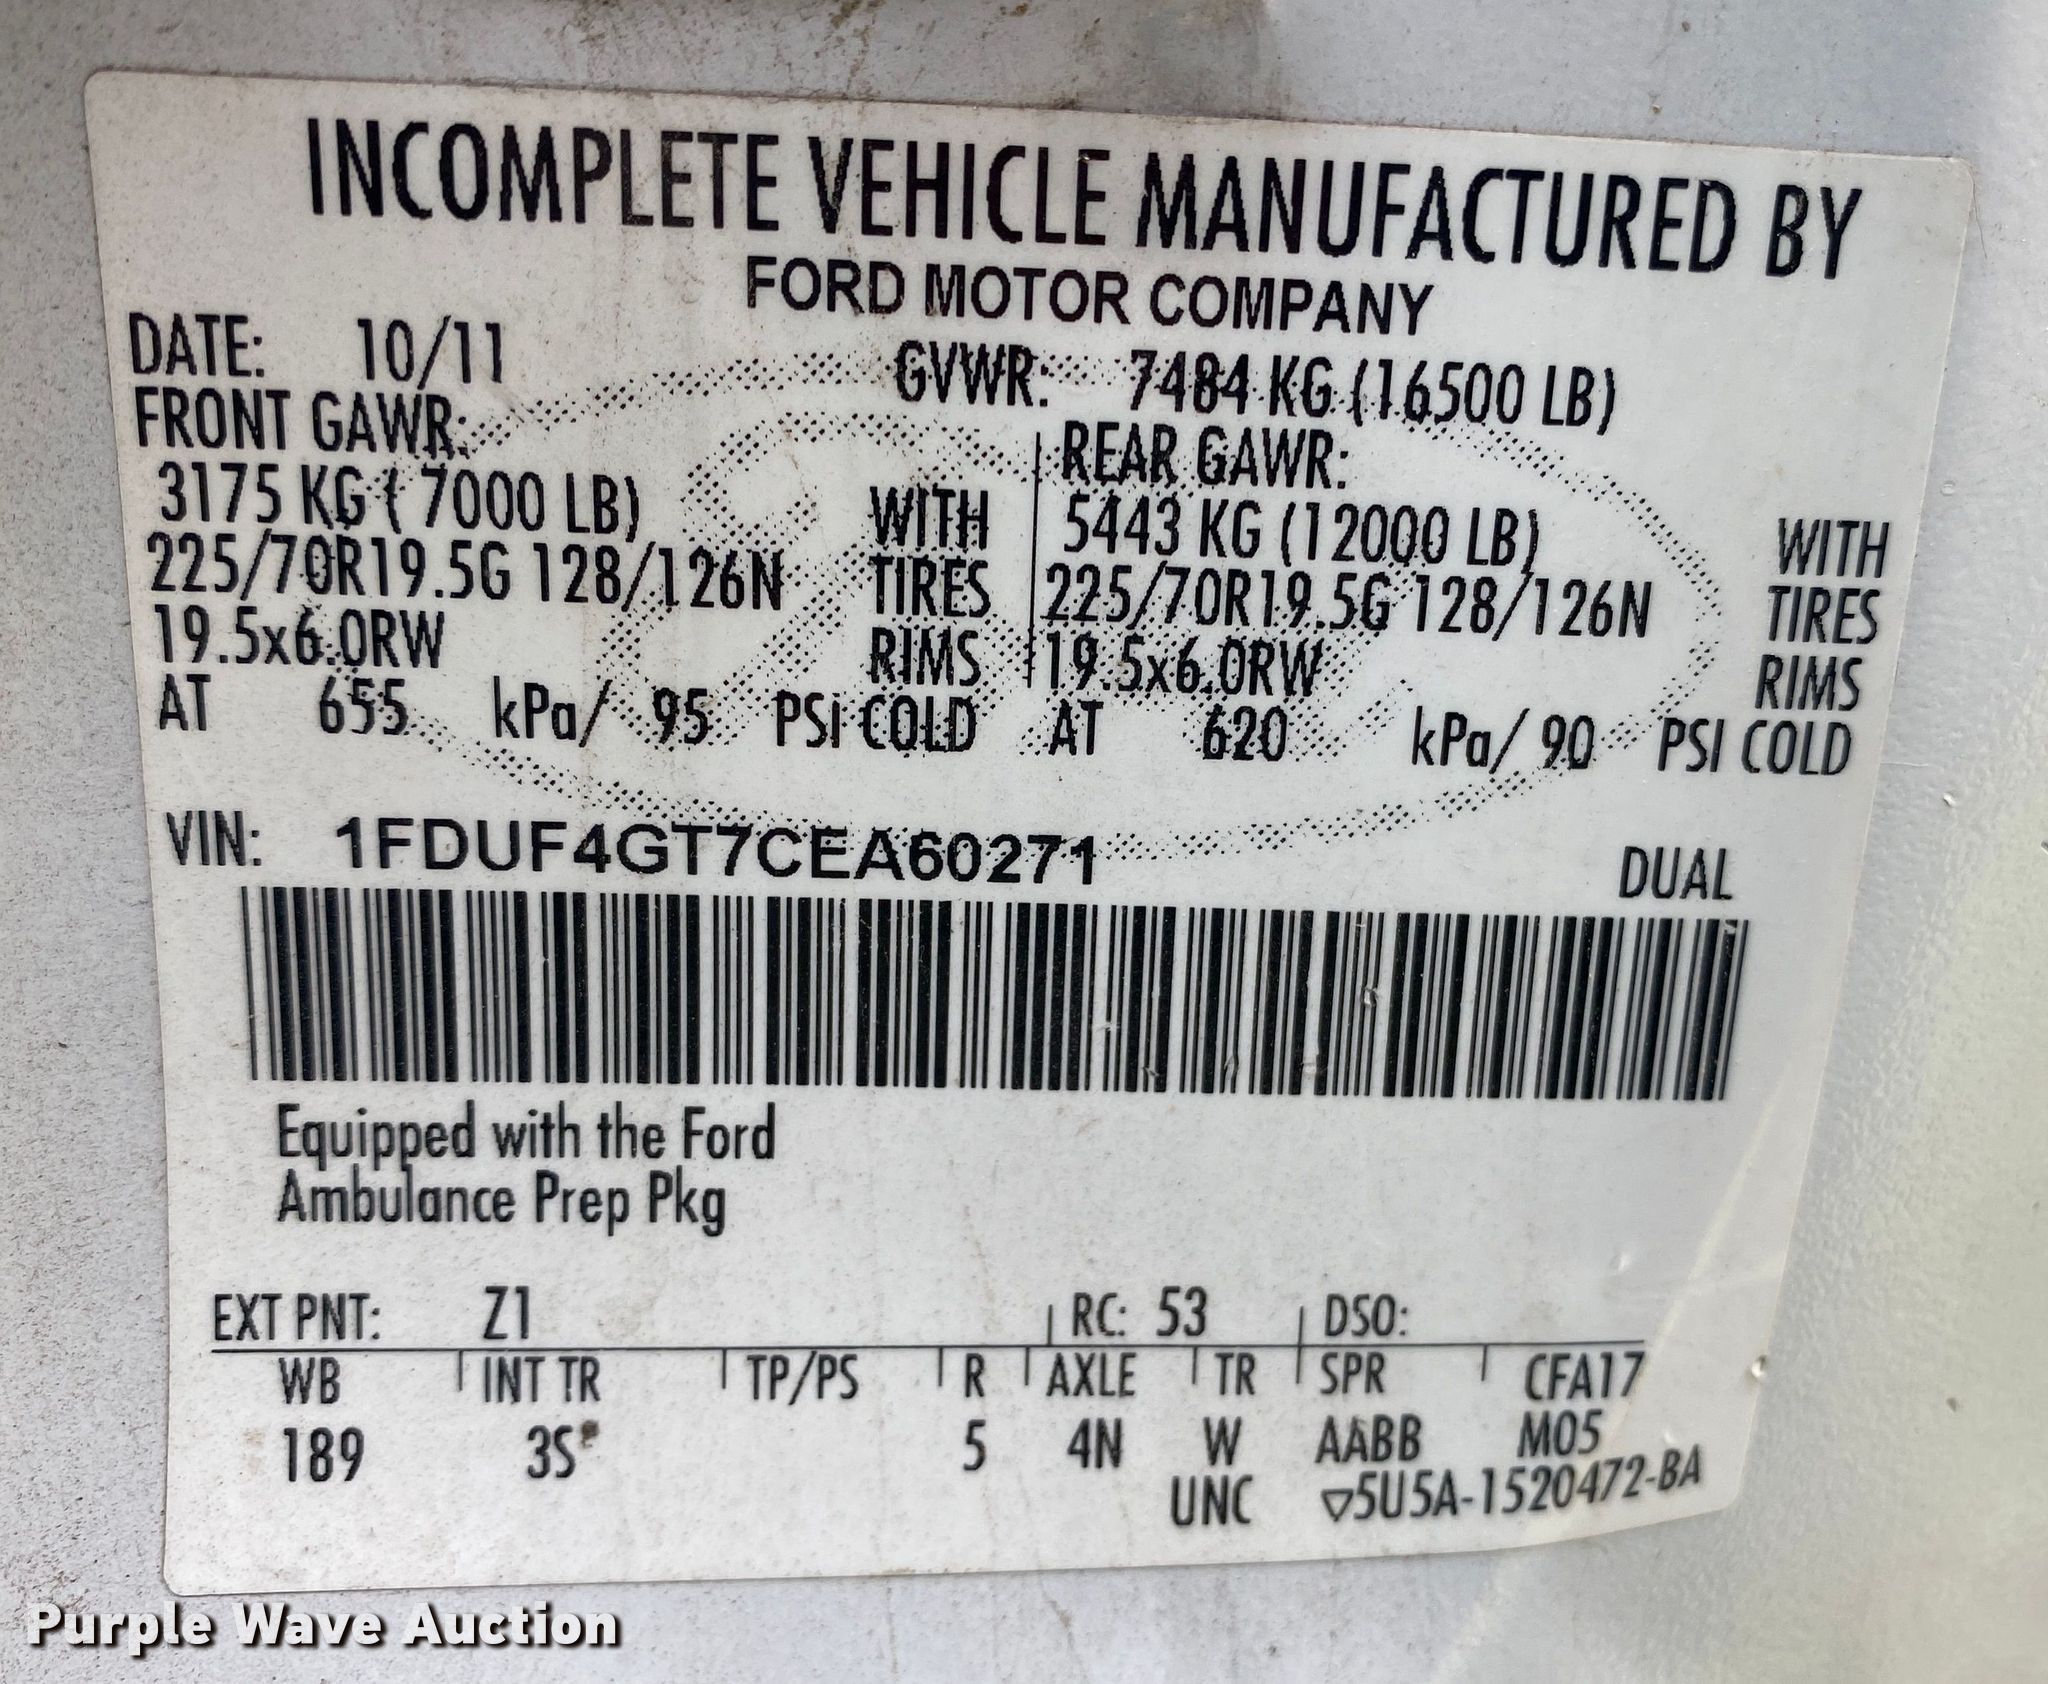 INCOMPLETE VEHICLE MANUFACTURED BY
FORD MOTOR COMPANY
DATE: 10/11 GVWR: 7484 KG (16500 LB)
FRONT GAWR: REAR GAWR:
3175 KG ( 7000 LB) WITH 5443 KG (12000 LB) WITH
225/70R19.5G 128/126N TIRES 225/70R19.5G 128/126N TIRES
19.5x6.0RW RIMS 19.5x6.0RW RIMS
AT 655 kPa/ 95 PSI COLD AT 620 kPa/ 90 PSI COLD
VIN: 1FDUF4GT7CEA60271 DUAL
Equipped with the Ford
Ambulance Prep Pkg
EXT PNT: Z1 RC: 53 DSO:
WB INT TR TP/PS R AXLE TR SPR CFA17
189 3S 5 4N W AABB M05
UNC ▽5U5A-1520472-BA
Purple Wave Auction